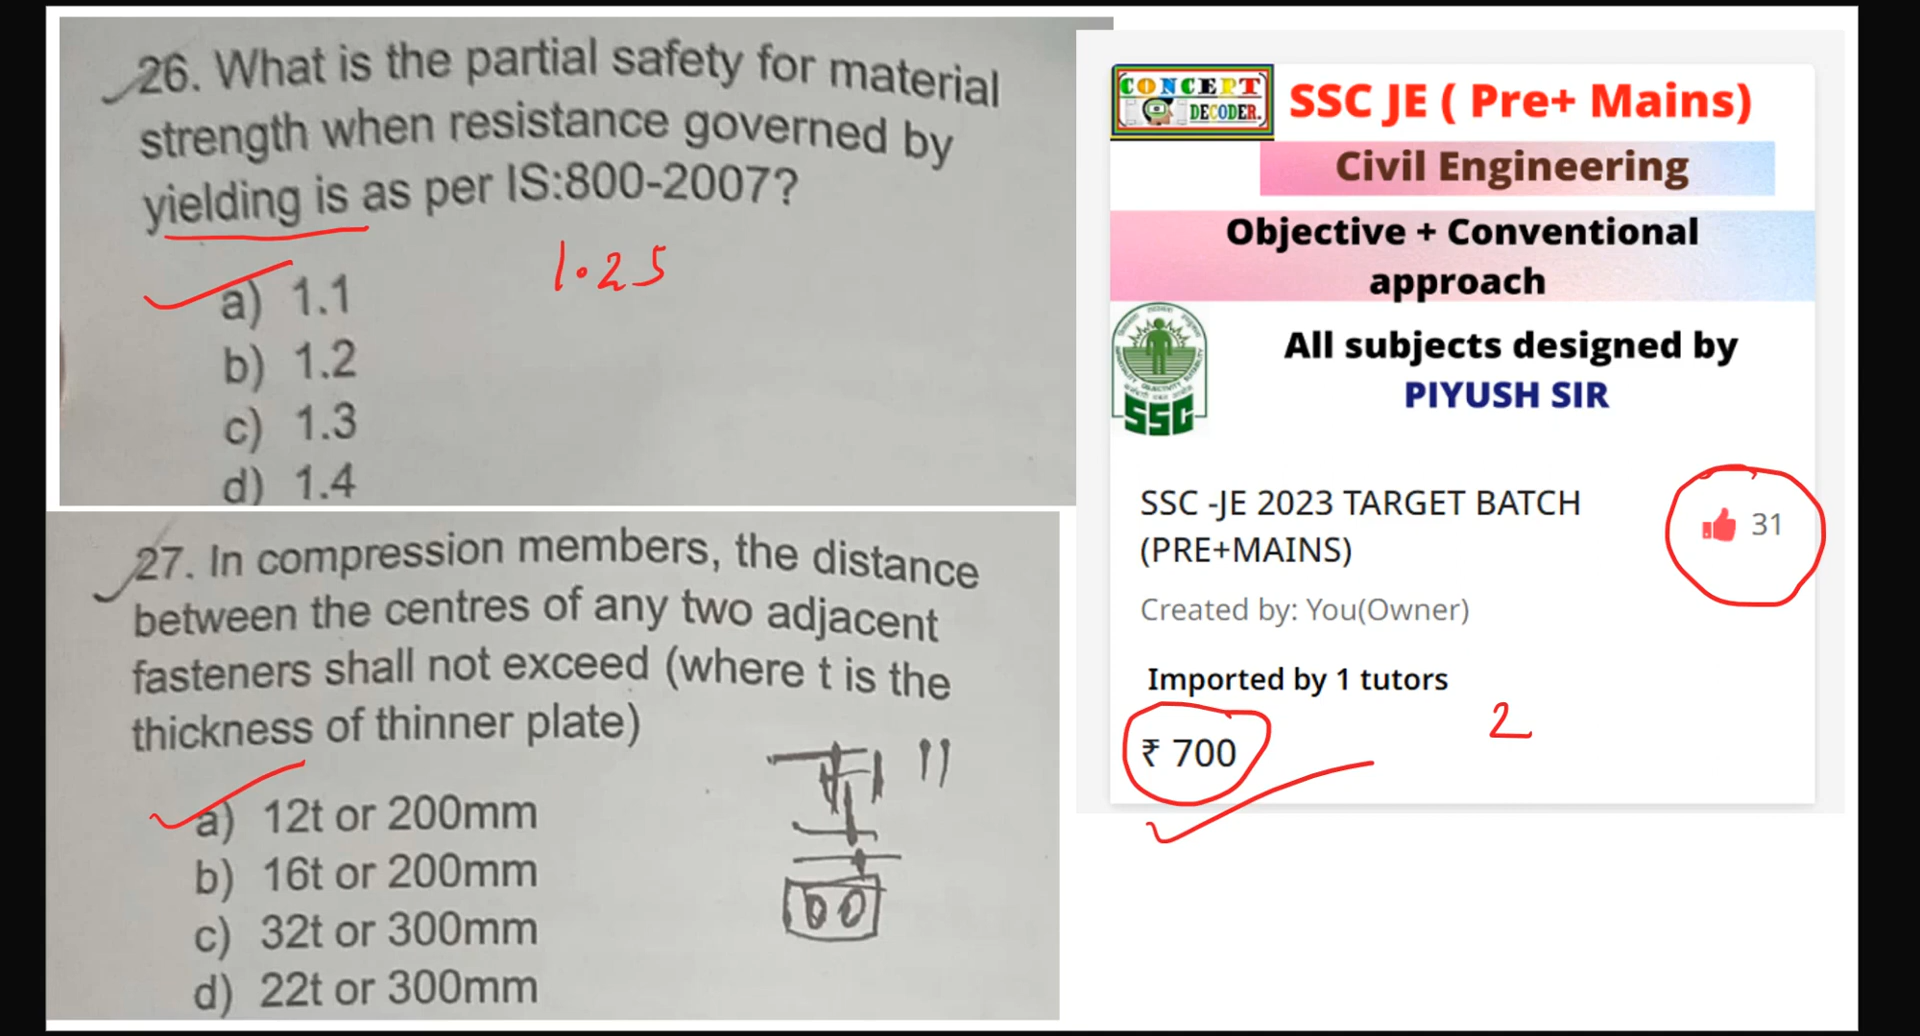 26. What is the partial safety for material
strength when resistance governed by
yielding is as per IS:800-2007?
1.25
a) 1.1
b) 1.2
c) 1.3
d) 1.4
27. In compression members, the distance
between the centres of any two adjacent
fasteners shall not exceed (where t is the
thickness of thinner plate)
a) 12t or 200mm
b) 16t or 200mm
c) 32t or 300mm
d) 22t or 300mm
CONCEPT
DECODER.
SSC JE ( Pre+ Mains)
Civil Engineering
Objective + Conventional
approach
All subjects designed by
PIYUSH SIR
SSC
SSC -JE 2023 TARGET BATCH
(PRE+MAINS)
31
Created by: You(Owner)
Imported by 1 tutors
2
₹ 700